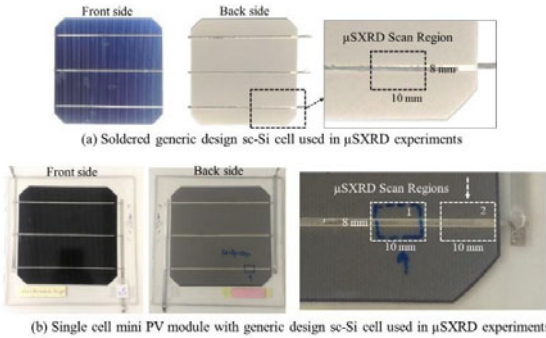 Front side
Back side
μSXRD Scan Region
8 mm
10 mm
(a) Soldered generic design sc-Si cell used in μSXRD experiments
Front side
Back side
μSXRD Scan Regions
1
2
8 mm
10 mm
10 mm
(b) Single cell mini PV module with generic design sc-Si cell used in μSXRD experiments